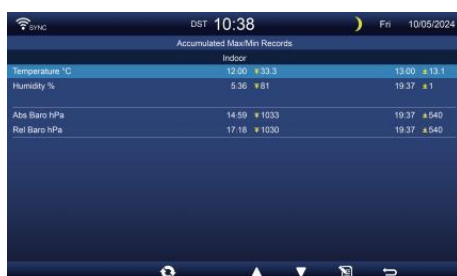 SYNC DST 10:38 Fri 10/05/2024
Accumulated Max/Min Records
Indoor
Temperature °C 12:00 33.3 13:00 13.1
Humidity % 5:36 81 19:37 1
Abs Baro hPa 14:59 1033 19:37 540
Rel Baro hPa 17:18 1030 19:37 540